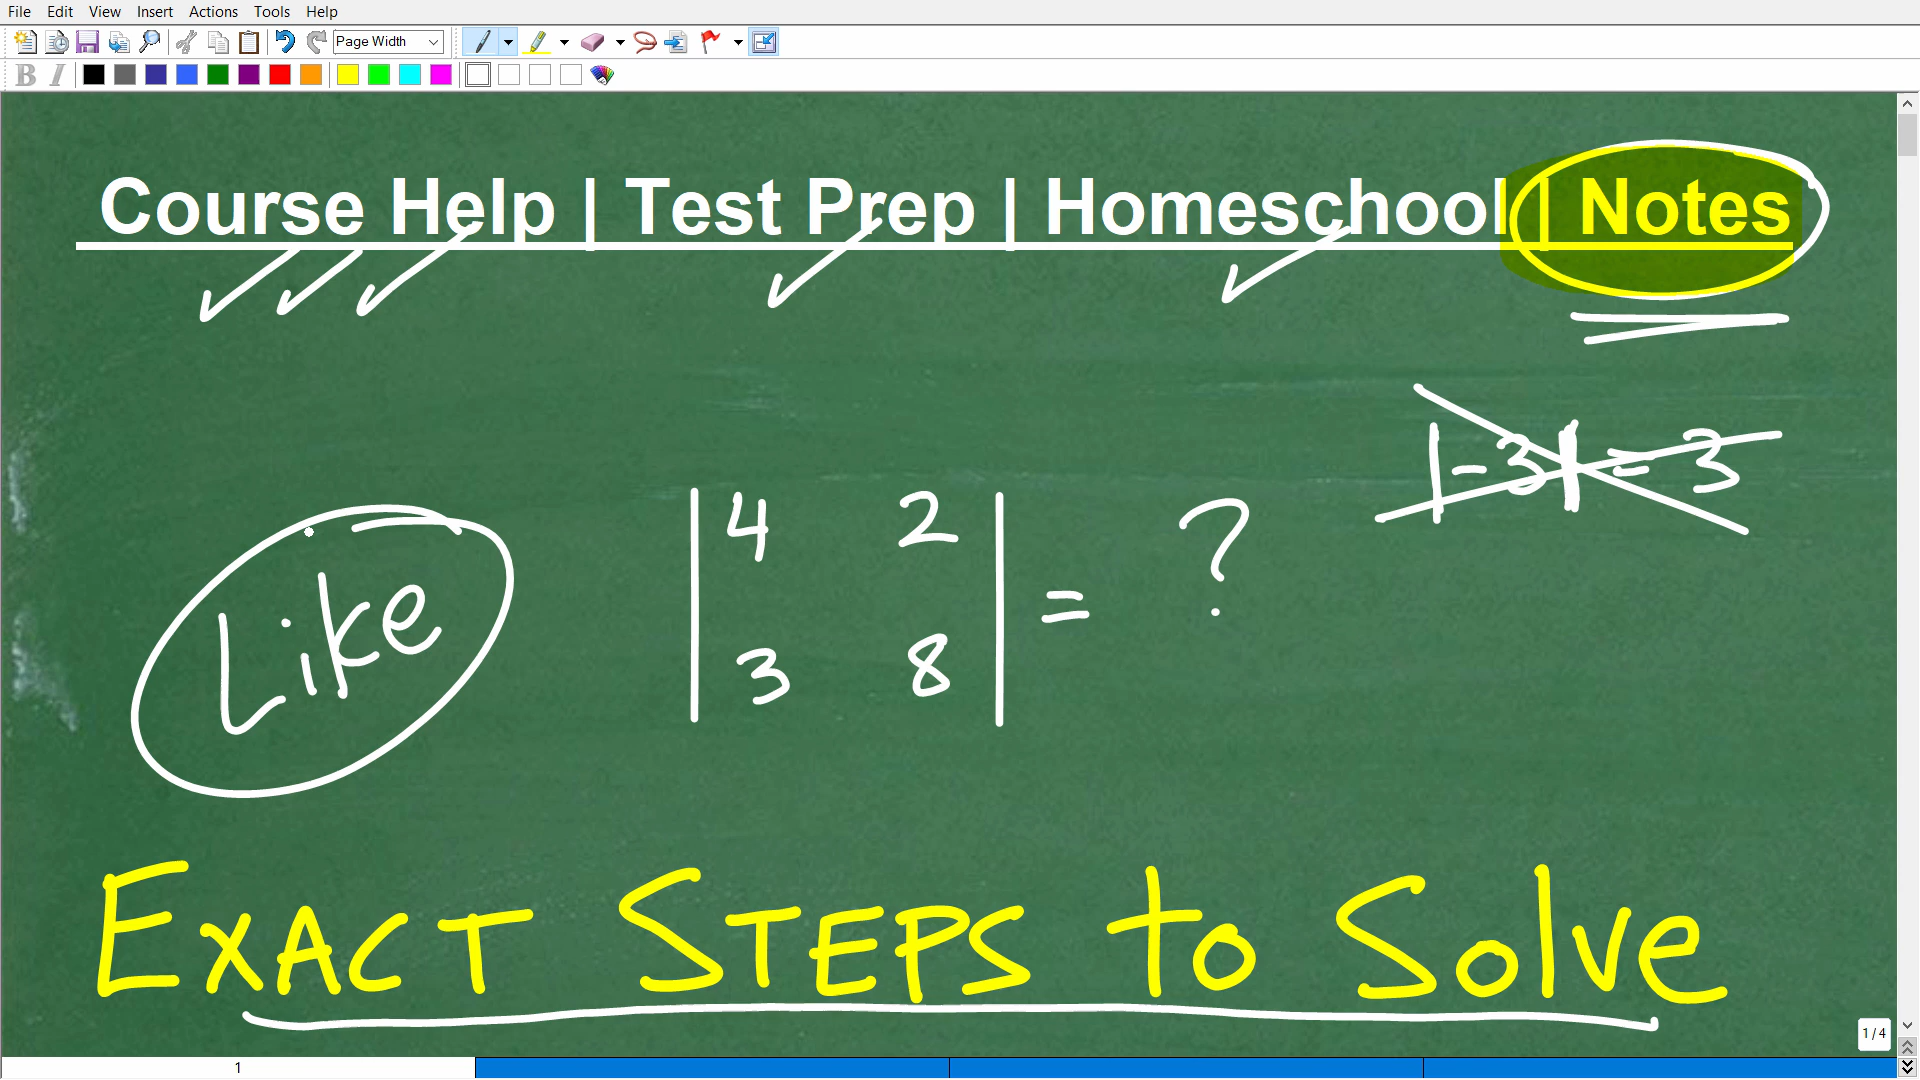 File Edit View Insert Actions Tools Help
Page Width
B I
Course Help | Test Prep | Homeschool | Notes
|-3| = 3
Like
4 2
= ?
3 8
EXACT STEPS to Solve
1 / 4
1